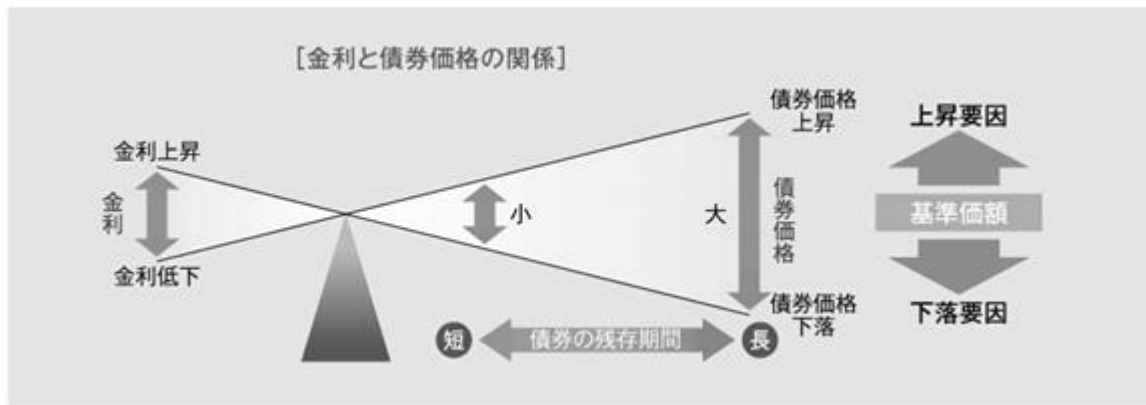 [金利と債券価格の関係]
金利上昇
金利
金利低下
小
大
債券価格
上昇
債券価格
債券価格
下落
短
債券の残存期間
長
上昇要因
基準価額
下落要因